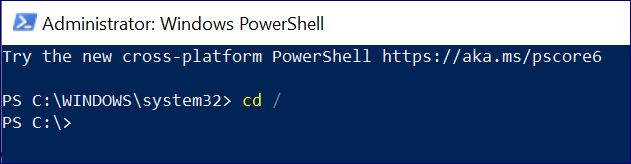 Administrator: Windows PowerShell
Try the new cross-platform PowerShell https://aka.ms/pscore6
PS C:\WINDOWS\system32> cd /
PS C:\>